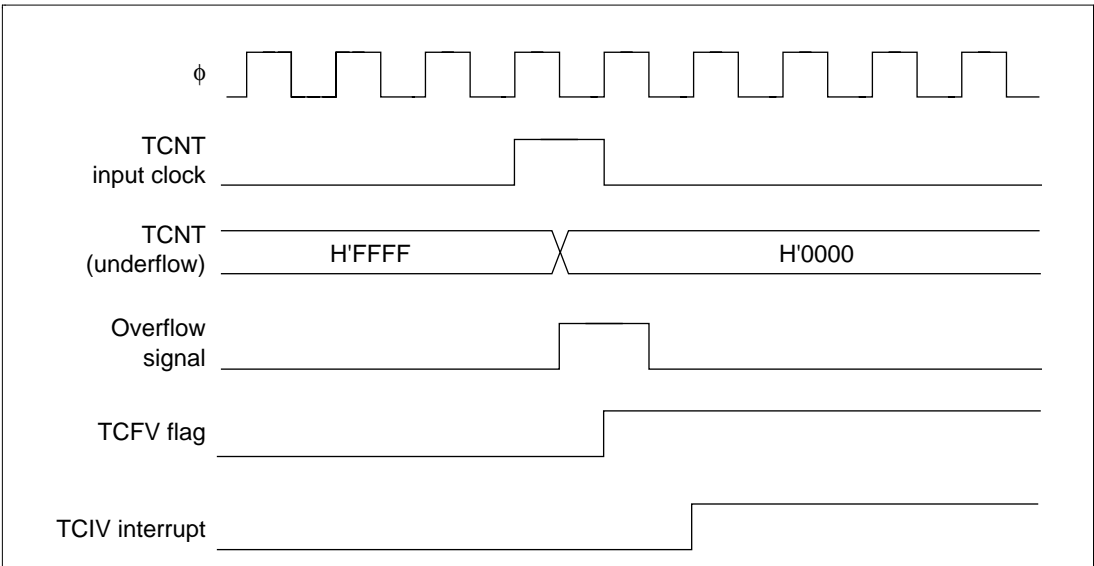 ϕ
TCNT
input clock
TCNT
(underflow)
H'FFFF H'0000
Overflow
signal
TCFV flag
TCIV interrupt